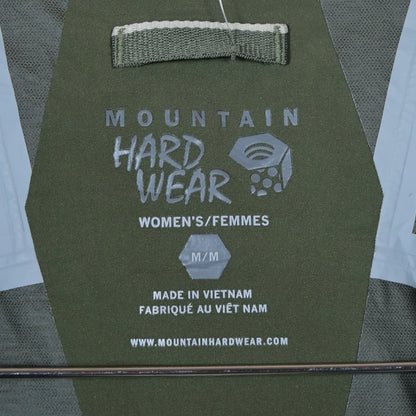 MOUNTAIN
HARD
WEAR
WOMEN'S/FEMMES
M/M
MADE IN VIETNAM
FABRIQUÉ AU VIÊT NAM
WWW.MOUNTAINHARDWEAR.COM